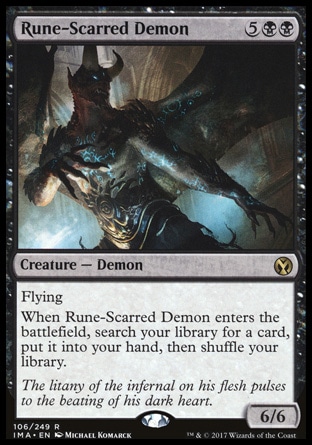 Rune-Scarred Demon 5
Creature — Demon
Flying
When Rune-Scarred Demon enters the
battlefield, search your library for a card,
put it into your hand, then shuffle your
library.
The litany of the infernal on his flesh pulses
to the beating of his dark heart.
6/6
106/249 R
IMA • EN Michael Komarck
™ & © 2017 Wizards of the Coast